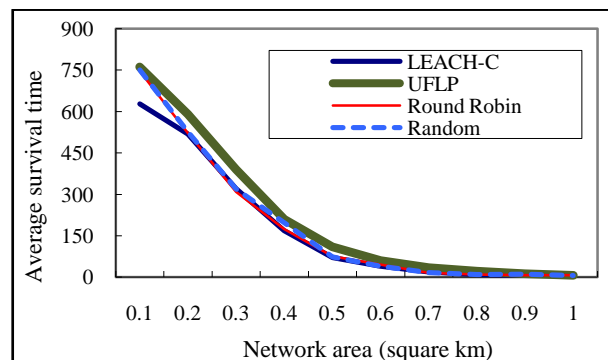 900
750
600
450
300
150
0
Average survival time
LEACH-C
UFLP
Round Robin
Random
0.1 0.2 0.3 0.4 0.5 0.6 0.7 0.8 0.9 1
Network area (square km)